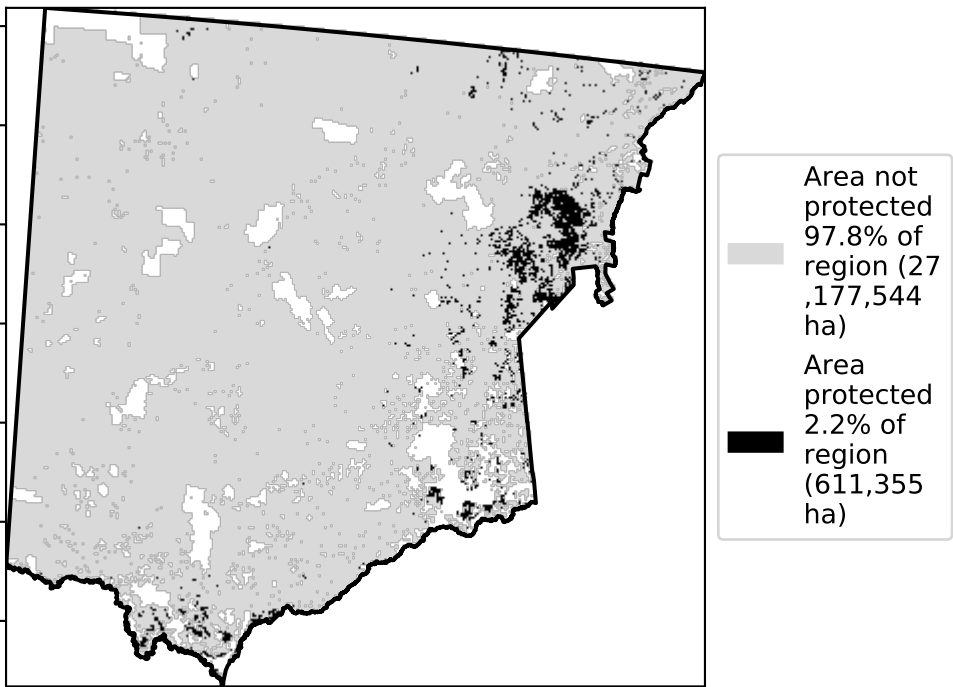 Area not
protected
97.8% of
region (27
,177,544
ha)
Area
protected
2.2% of
region
(611,355
ha)